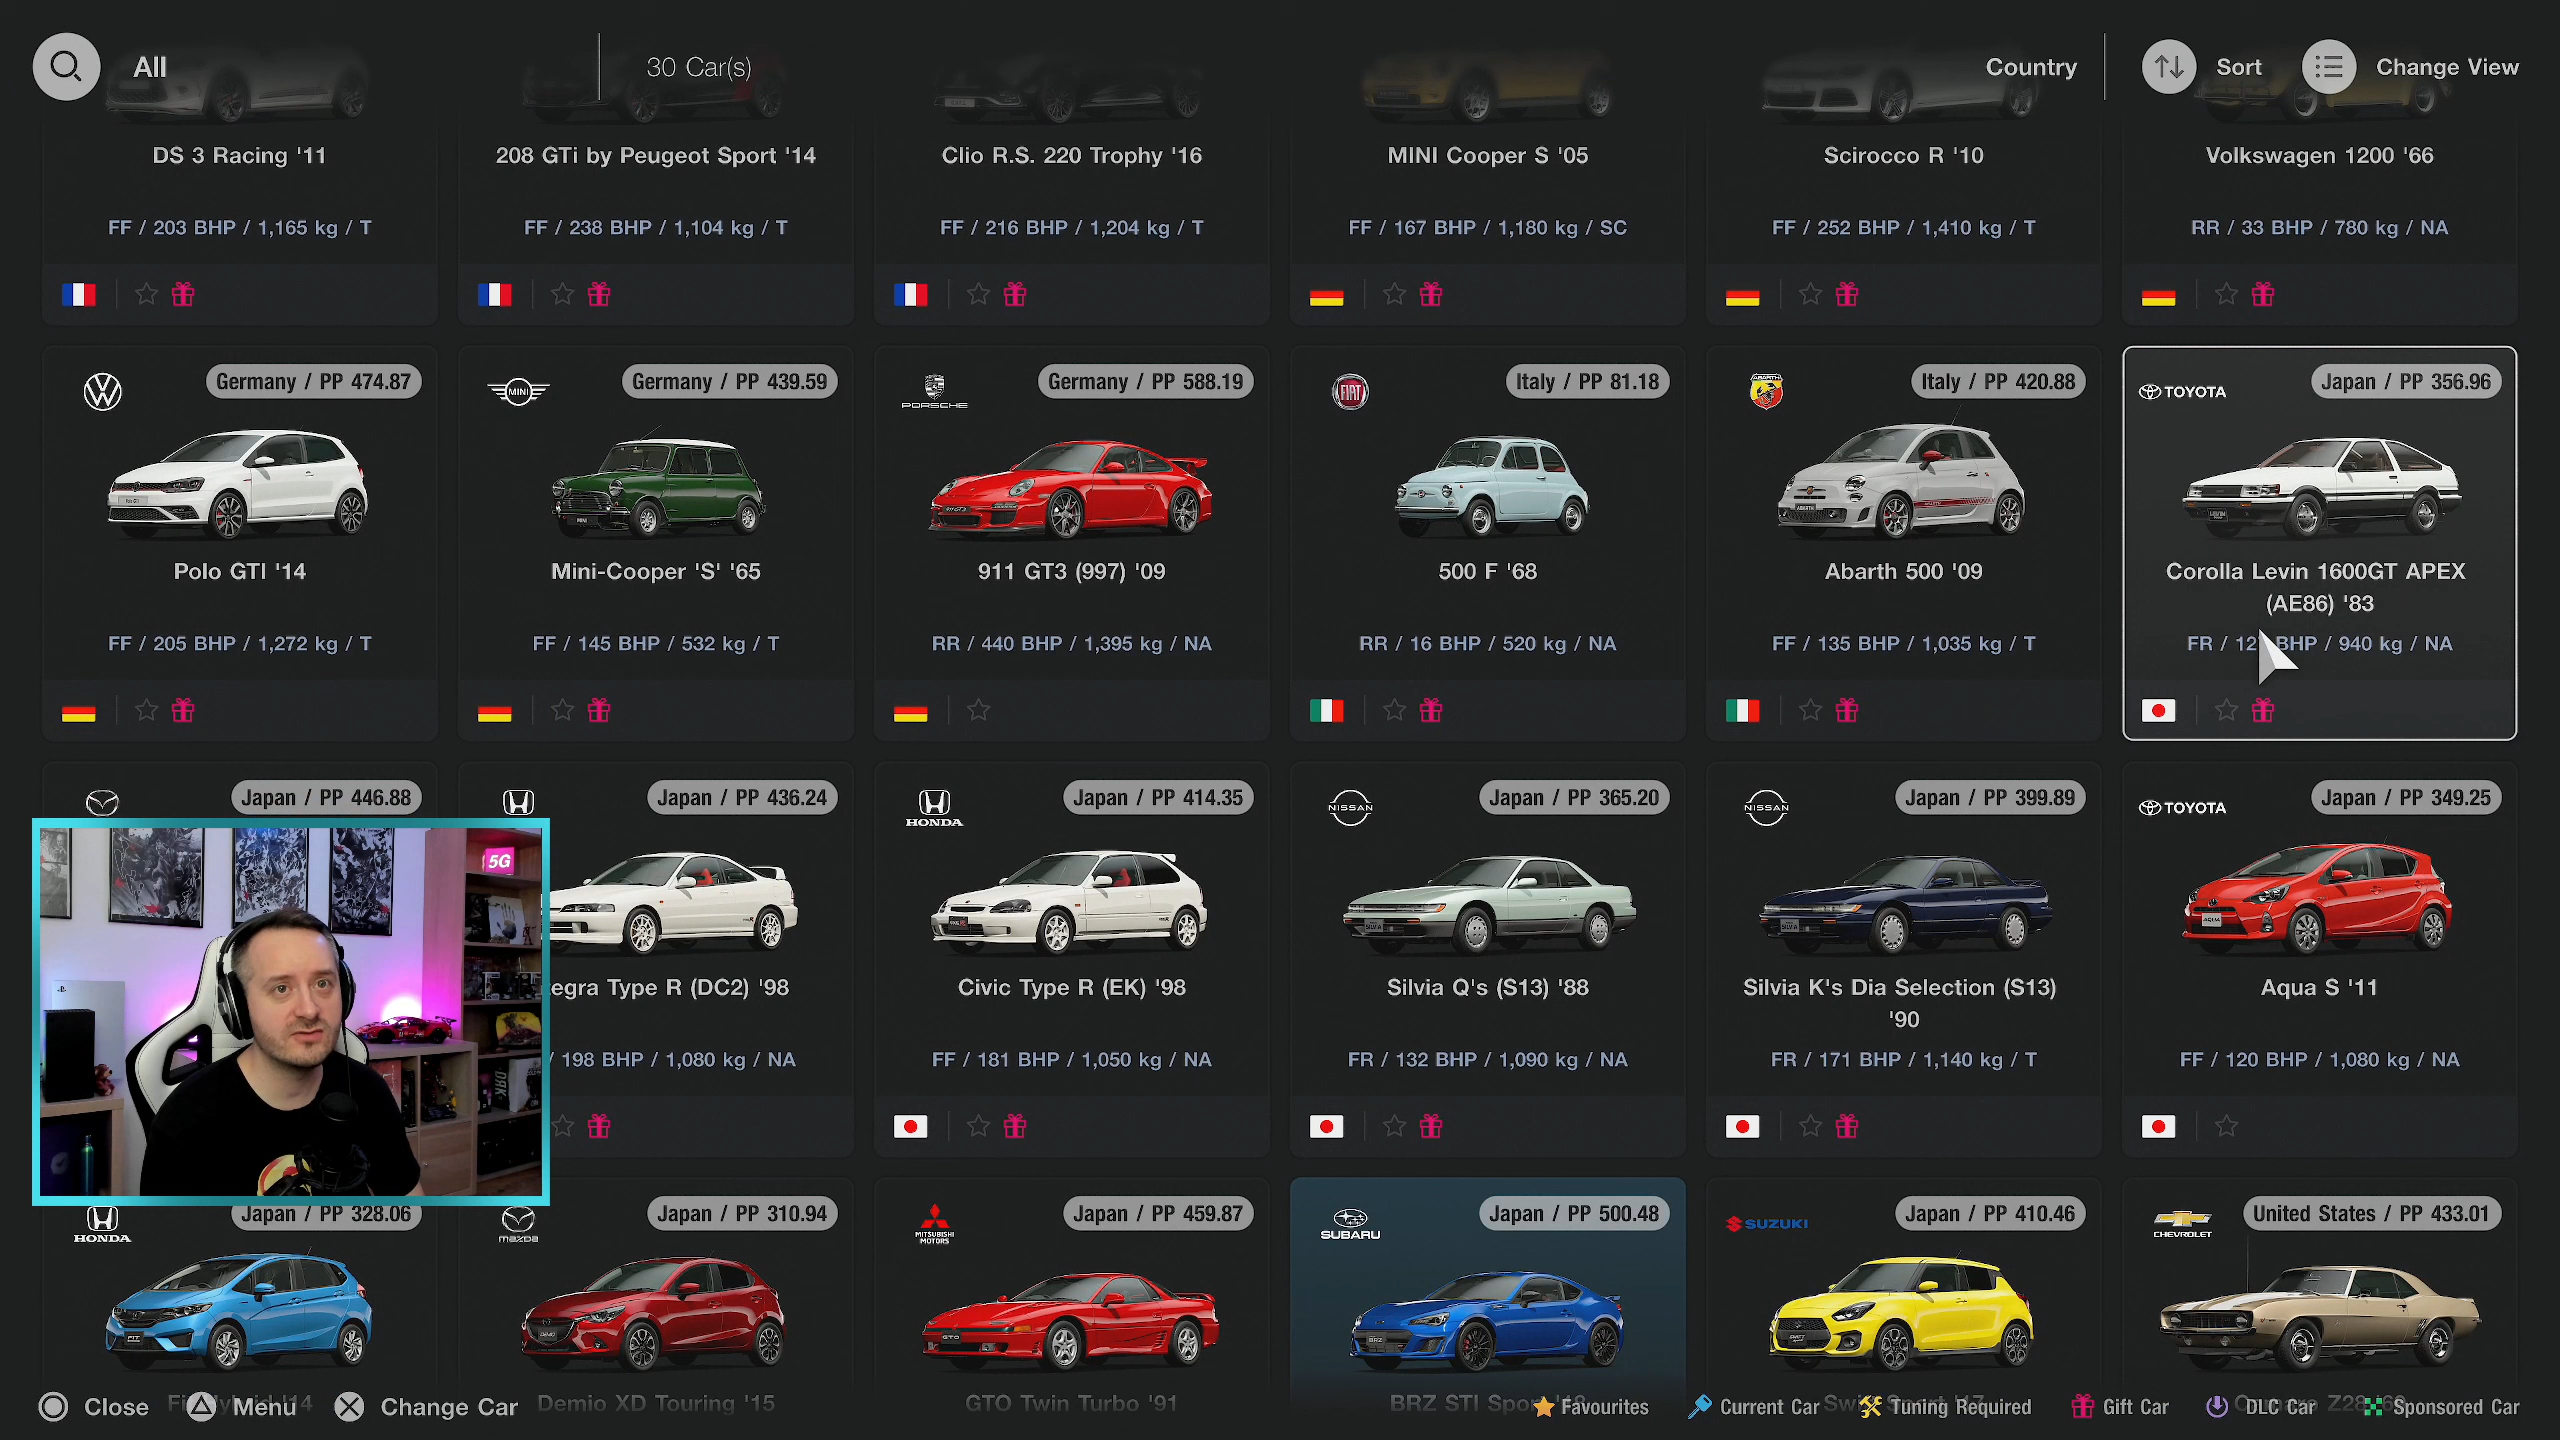 All
30 Car(s)
Country
Sort
Change View
DS 3 Racing '11
208 GTi by Peugeot Sport '14
Clio R.S. 220 Trophy '16
MINI Cooper S '05
Scirocco R '10
Volkswagen 1200 '66
FF / 203 BHP / 1,165 kg / T
FF / 238 BHP / 1,104 kg / T
FF / 216 BHP / 1,204 kg / T
FF / 167 BHP / 1,180 kg / SC
FF / 252 BHP / 1,410 kg / T
RR / 33 BHP / 780 kg / NA
Germany / PP 474.87
MINI
Germany / PP 439.59
PORSCHE
Germany / PP 588.19
FIAT
Italy / PP 81.18
ABARTH
Italy / PP 420.88
TOYOTA
Japan / PP 356.96
Polo GTI '14
Mini-Cooper 'S' '65
911 GT3 (997) '09
500 F '68
Abarth 500 '09
Corolla Levin 1600GT APEX
(AE86) '83
FF / 205 BHP / 1,272 kg / T
FF / 145 BHP / 532 kg / T
RR / 440 BHP / 1,395 kg / NA
RR / 16 BHP / 520 kg / NA
FF / 135 BHP / 1,035 kg / T
FR / BHP / 940 kg / NA
Japan / PP 446.88
Japan / PP 436.24
HONDA
Japan / PP 414.35
NISSAN
Japan / PP 365.20
NISSAN
Japan / PP 399.89
TOYOTA
Japan / PP 349.25
5G
tegra Type R (DC2) '98
Civic Type R (EK) '98
Silvia Q's (S13) '88
Silvia K's Dia Selection (S13)
'90
Aqua S '11
/ 198 BHP / 1,080 kg / NA
FF / 181 BHP / 1,050 kg / NA
FR / 132 BHP / 1,090 kg / NA
FR / 171 BHP / 1,140 kg / T
FF / 120 BHP / 1,080 kg / NA
HONDA
Japan / PP 328.06
mazda
Japan / PP 310.94
MITSUBISHI
MOTORS
Japan / PP 459.87
SUBARU
Japan / PP 500.48
SUZUKI
Japan / PP 410.46
CHEVROLET
United States / PP 433.01
Demio XD Touring '15
GTO Twin Turbo '91
BRZ STI Spor
Close
Menu
Change Car
Favourites
Current Car
Tuning Required
Gift Car
DLC Car
Sponsored Car